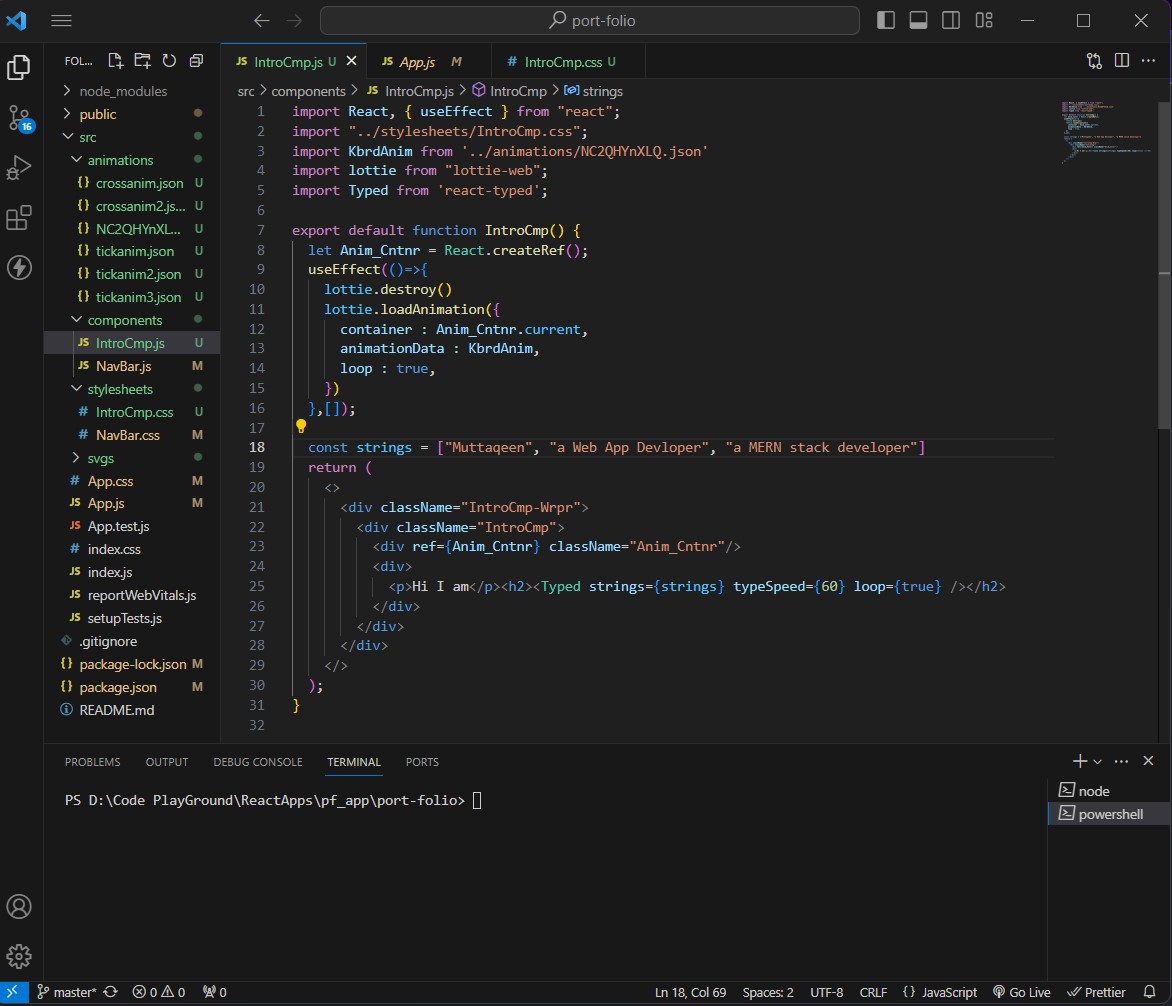 port-folio
FOL...
node_modules
public
src
animations
crossanim.json U
crossanim2.js... U
NC2QHYnXL... U
tickanim.json U
tickanim2.json U
tickanim3.json U
components
JS IntroCmp.js U
JS NavBar.js M
stylesheets
# IntroCmp.css U
# NavBar.css M
svgs
# App.css M
JS App.js M
JS App.test.js
# index.css
JS index.js
JS reportWebVitals.js
JS setupTests.js
.gitignore
{} package-lock.json M
{} package.json M
README.md
16
JS IntroCmp.js U
JS App.js M
# IntroCmp.css U
src > components > JS IntroCmp.js > IntroCmp > strings
1 import React, { useEffect } from "react";
2 import "../stylesheets/IntroCmp.css";
3 import KbrdAnim from '../animations/NC2QHYnXLQ.json'
4 import lottie from "lottie-web";
5 import Typed from 'react-typed';
6
7 export default function IntroCmp() {
8 let Anim_Cntnr = React.createRef();
9 useEffect(()=>{
10 lottie.destroy()
11 lottie.loadAnimation({
12 container : Anim_Cntnr.current,
13 animationData : KbrdAnim,
14 loop : true,
15 })
16 },[]);
17
18 const strings = ["Muttaqeen", "a Web App Devloper", "a MERN stack developer"]
19 return (
20 <>
21 <div className="IntroCmp-Wrpr">
22 <div className="IntroCmp">
23 <div ref={Anim_Cntnr} className="Anim_Cntnr"/>
24 <div>
25 <p>Hi I am</p><h2><Typed strings={strings} typeSpeed={60} loop={true} /></h2>
26 </div>
27 </div>
28 </div>
29 </>
30 );
31 }
32
PROBLEMS OUTPUT DEBUG CONSOLE TERMINAL PORTS
PS D:\Code PlayGround\ReactApps\pf_app\port-folio>
node
powershell
master* 0 0 0 Ln 18, Col 69 Spaces: 2 UTF-8 CRLF {} JavaScript Go Live Prettier